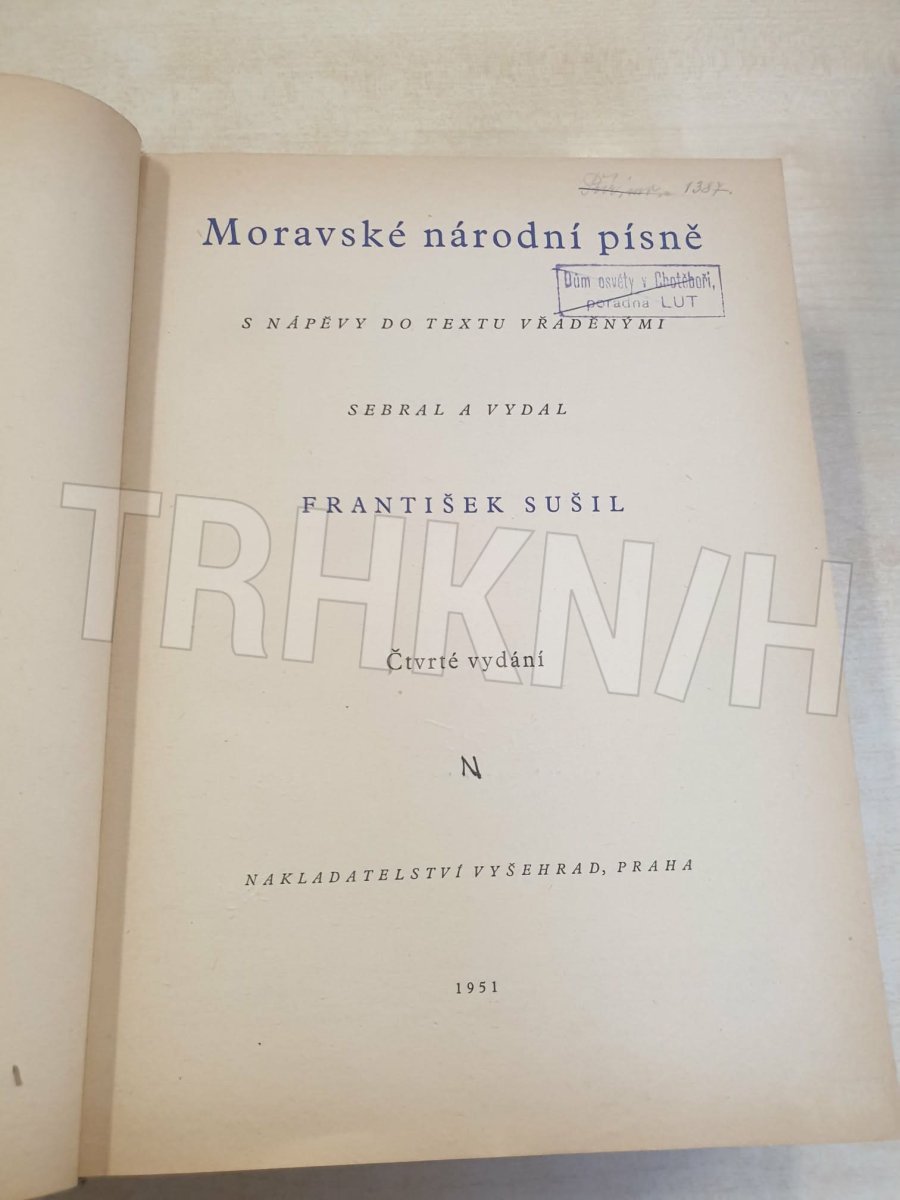 1387.
Moravské národní písně
Dům osvěty v Chotěboři,
poradna LUT
S NÁPĚVY DO TEXTU VŘADĚNÝMI
SEBRAL A VYDAL
FRANTIŠEK SUŠIL
TRHKNIH
Čtvrté vydání
N
NAKLADATELSTVÍ VYŠEHRAD, PRAHA
1951